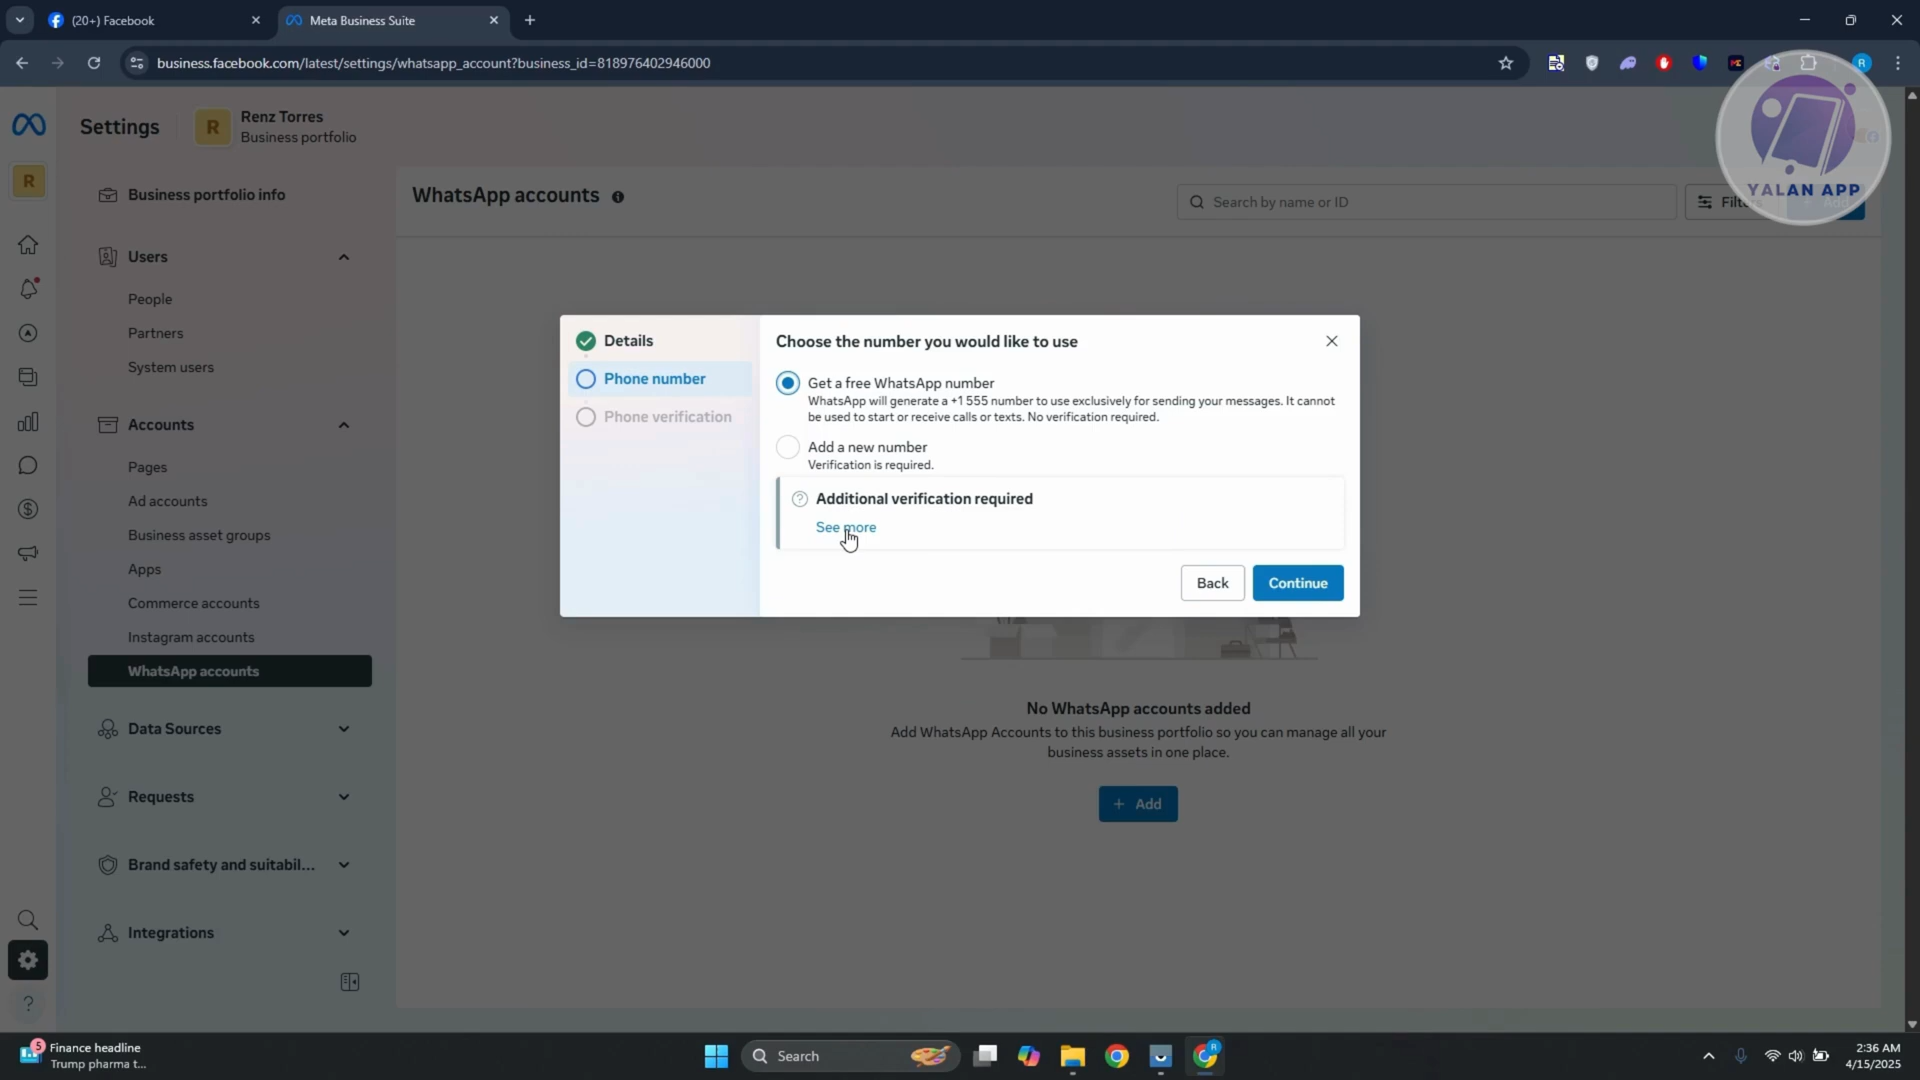 (20+) Facebook
Meta Business Suite
business.facebook.com/latest/settings/whatsapp_account?business_id=818976402946000
R
Settings
R
Renz Torres
Business portfolio
R
YALAN APP
Business portfolio info
WhatsApp accounts
Search by name or ID
Filters
Add
Users
People
Partners
System users
Accounts
Pages
Ad accounts
Business asset groups
Apps
Commerce accounts
Instagram accounts
WhatsApp accounts
Data Sources
Requests
Brand safety and suitabil...
Integrations
Details
Phone number
Phone verification
Choose the number you would like to use
Get a free WhatsApp number
WhatsApp will generate a +1 555 number to use exclusively for sending your messages. It cannot
be used to start or receive calls or texts. No verification required.
Add a new number
Verification is required.
Additional verification required
See more
Back
Continue
No WhatsApp accounts added
Add WhatsApp Accounts to this business portfolio so you can manage all your
business assets in one place.
+ Add
5
Finance headline
Trump pharma t...
Search
R
2:36 AM
4/15/2025